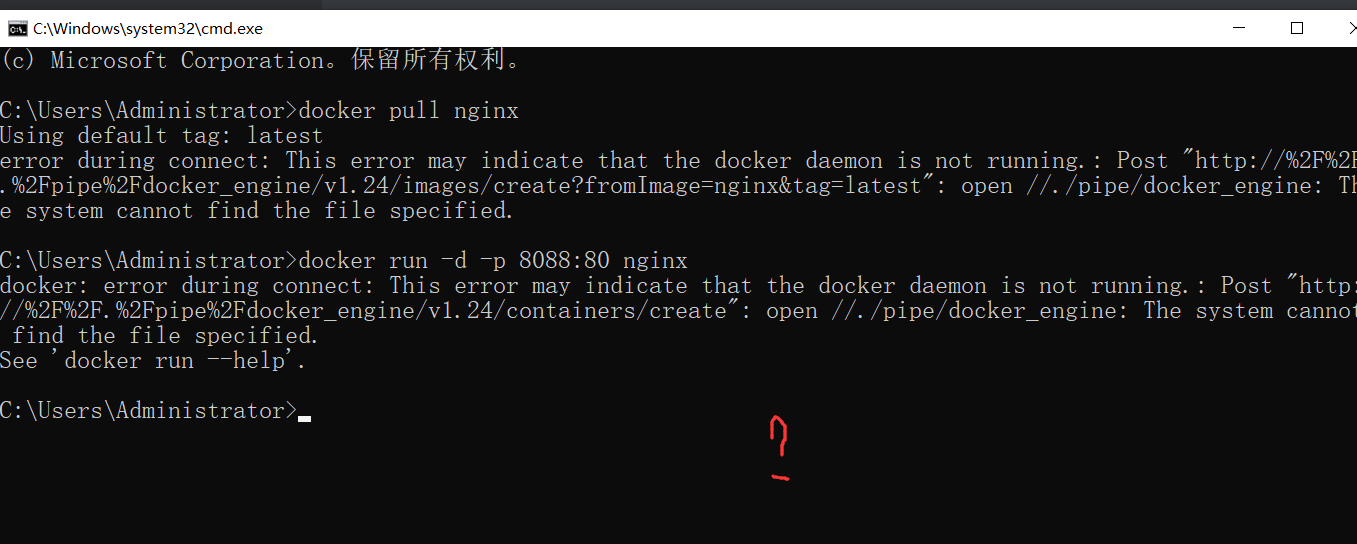 C:\Windows\system32\cmd.exe
(c) Microsoft Corporation。保留所有权利。
C:\Users\Administrator>docker pull nginx
Using default tag: latest
error during connect: This error may indicate that the docker daemon is not running.: Post "http://%2F%2F
.%2Fpipe%2Fdocker_engine/v1.24/images/create?fromImage=nginx&tag=latest": open //./pipe/docker_engine: Th
e system cannot find the file specified.
C:\Users\Administrator>docker run -d -p 8088:80 nginx
docker: error during connect: This error may indicate that the docker daemon is not running.: Post "http:
//%2F%2F.%2Fpipe%2Fdocker_engine/v1.24/containers/create": open //./pipe/docker_engine: The system cannot
find the file specified.
See 'docker run --help'.
C:\Users\Administrator>
?